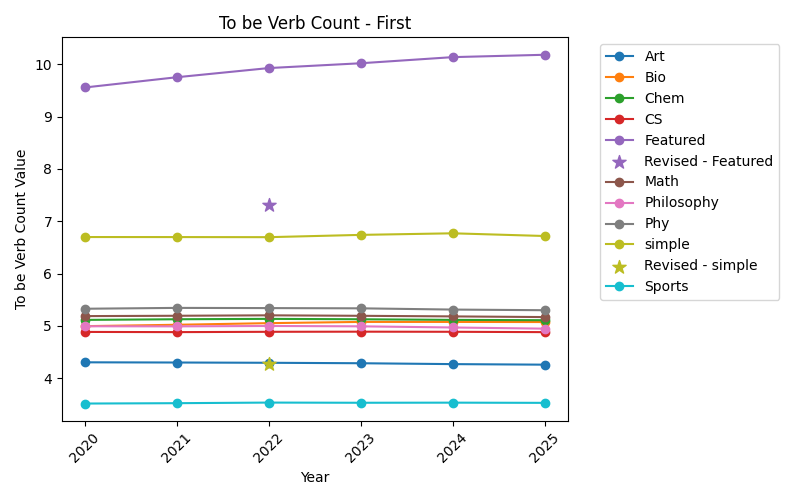 To be Verb Count - First
To be Verb Count Value
10
9
8
7
6
5
4
2020
2021
2022
2023
2024
2025
Year
Art
Bio
Chem
CS
Featured
Revised - Featured
Math
Philosophy
Phy
simple
Revised - simple
Sports